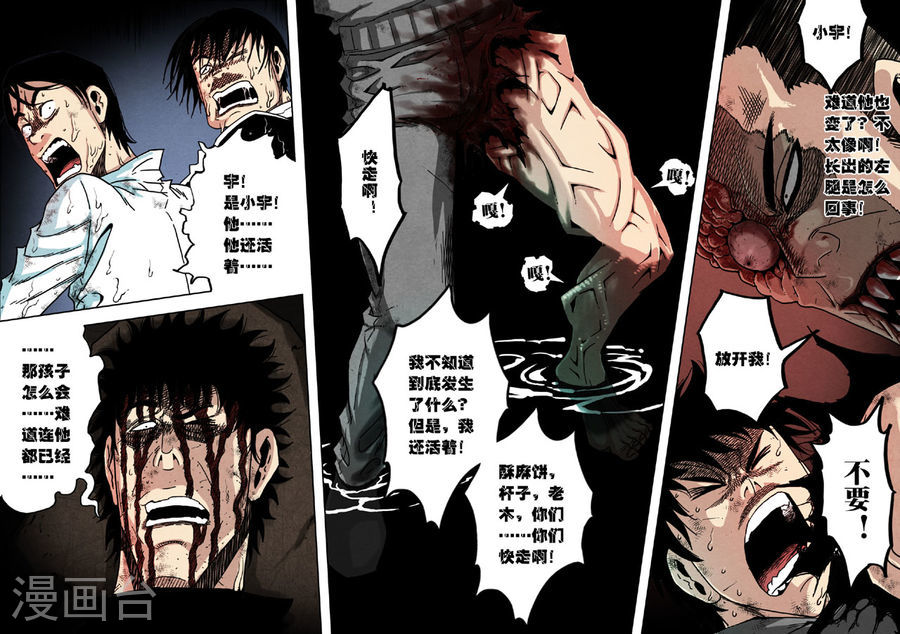 宇！
是小宇！
他……
他还活
着……
……
那孩子
怎么会
……难
道连他
都已经
……
快走
啊！
嘎！
嘎！
嘎！
我不知道
到底发生
了什么？
但是，我
还活着！
酥麻饼，
杯子，老
木，你们
……你们
快走啊！
小宇！
难道他也
变了？不
太像啊！
长出的左
腿是怎么
回事！
放开我！
不要！
漫画台